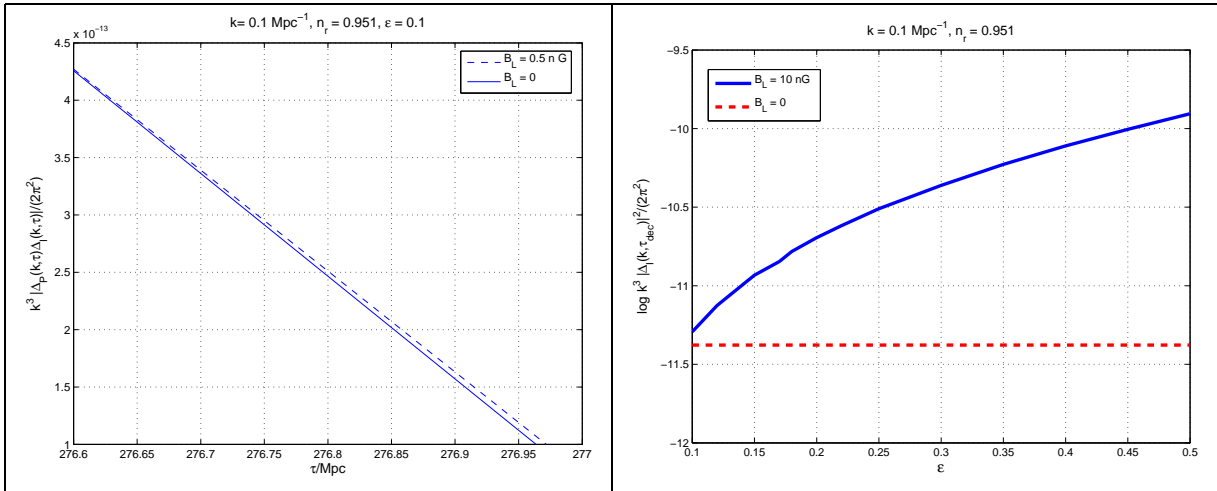 k= 0.1 Mpc⁻¹, n_r = 0.951, ε = 0.1
x 10⁻¹³
4.5
4
3.5
3
2.5
2
1.5
1
k³ |Δ_P(k,τ)Δ_I(k,τ)|/(2π²)
B_L = 0.5 n G
B_L = 0
276.6 276.65 276.7 276.75 276.8 276.85 276.9 276.95 277
τ/Mpc
k = 0.1 Mpc⁻¹, n_r = 0.951
−9.5
−10
−10.5
−11
−11.5
−12
log k³ |Δ_I(k,τ_dec)|²/(2π²)
B_L = 10 nG
B_L = 0
0.1 0.15 0.2 0.25 0.3 0.35 0.4 0.45 0.5
ε